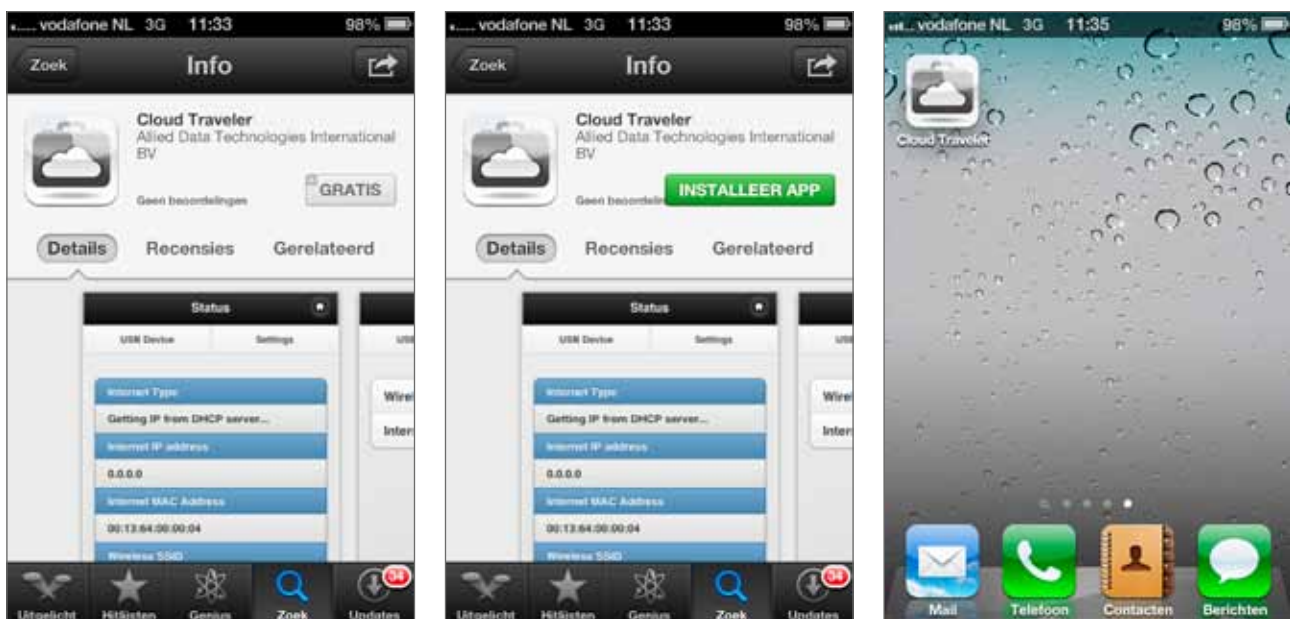 ..... vodafone NL 3G 11:33 98%
Zoek Info
Cloud Traveler
Allied Data Technologies International
BV
Geen beoordelingen GRATIS
Details Recensies Gerelateerd
Status
USB Device Settings
Internet Type
Getting IP from DHCP server...
Internet IP address
0.0.0.0
Internet MAC Address
00:13:64:00:00:04
Wireless SSID
Uitgelicht Hitlijsten Genius Zoek Updates
34
..... vodafone NL 3G 11:33 98%
Zoek Info
Cloud Traveler
Allied Data Technologies International
BV
Geen INSTALLEER APP
Details Recensies Gerelateerd
Status
USB Device Settings
Internet Type
Getting IP from DHCP server...
Internet IP address
0.0.0.0
Internet MAC Address
00:13:64:00:00:04
Wireless SSID
Uitgelicht Hitlijsten Genius Zoek Updates
34
vodafone NL 3G 11:35 98%
Cloud Traveler
Mail Telefoon Contacten Berichten